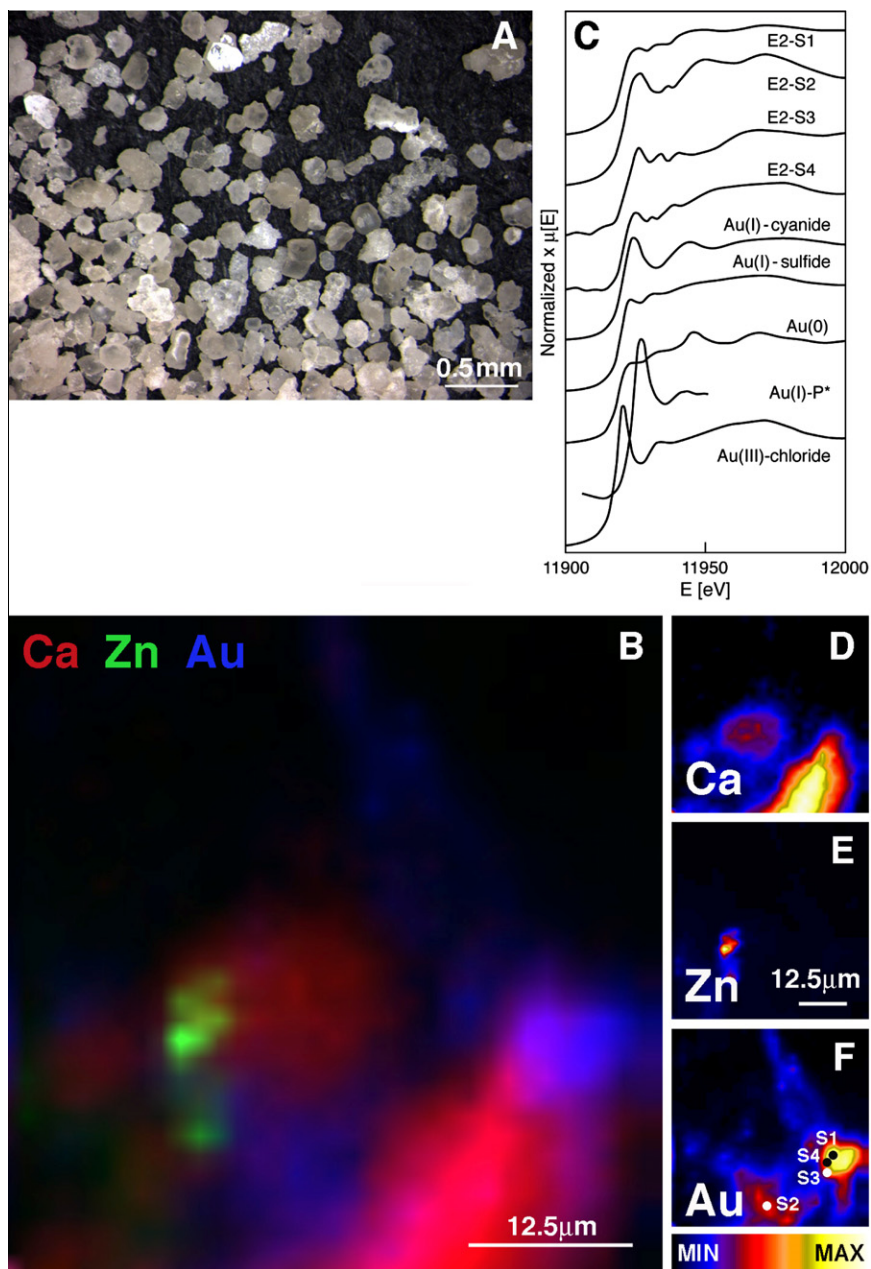 A
0.5mm
C
E2-S1
E2-S2
E2-S3
E2-S4
Au(I)-cyanide
Au(I)-sulfide
Au(0)
Au(I)-P*
Au(III)-chloride
Normalized x μ[E]
11900 11950 12000
E [eV]
Ca Zn Au B
12.5μm
D
Ca
E
Zn
12.5μm
F
S1
S4
S3
S2
Au
MIN MAX